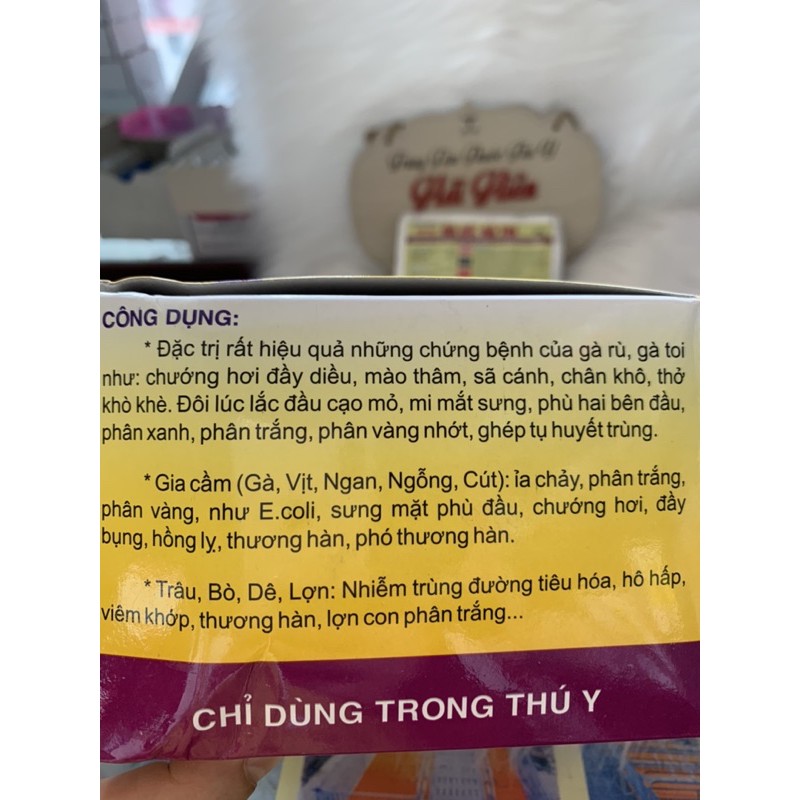 Hà Hiền
CÔNG DỤNG:
* Đặc trị rất hiệu quả những chứng bệnh của gà rù, gà toi
như: chướng hơi đầy diều, mào thâm, sã cánh, chân khô, thở
khò khè. Đôi lúc lắc đầu cạo mỏ, mi mắt sưng, phù hai bên đầu,
phân xanh, phân trắng, phân vàng nhớt, ghép tụ huyết trùng.
* Gia cầm (Gà, Vịt, Ngan, Ngỗng, Cút): ỉa chảy, phân trắng,
phân vàng, như E.coli, sưng mặt phù đầu, chướng hơi, đầy
bụng, hồng lỵ, thương hàn, phó thương hàn.
* Trâu, Bò, Dê, Lợn: Nhiễm trùng đường tiêu hóa, hô hấp,
viêm khớp, thương hàn, lợn con phân trắng...
CHỈ DÙNG TRONG THÚ Y